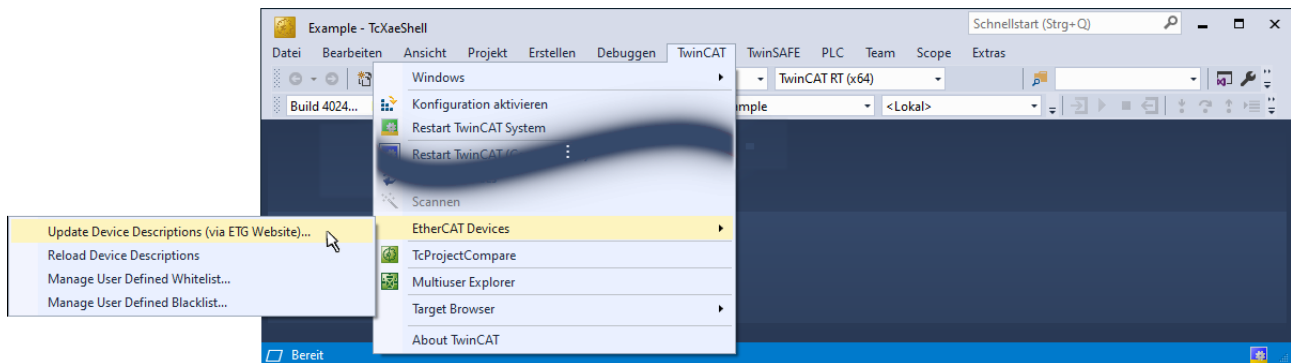 Example - TcXaeShell
Schnellstart (Strg+Q)
Datei Bearbeiten Ansicht Projekt Erstellen Debuggen TwinCAT TwinSAFE PLC Team Scope Extras
Windows
TwinCAT RT (x64)
Build 4024...
Konfiguration aktivieren
<Lokal>
Restart TwinCAT System
Restart TwinCAT
Scannen
EtherCAT Devices
Update Device Descriptions (via ETG Website)...
Reload Device Descriptions
TcProjectCompare
Manage User Defined Whitelist...
Multiuser Explorer
Manage User Defined Blacklist...
Target Browser
About TwinCAT
Bereit